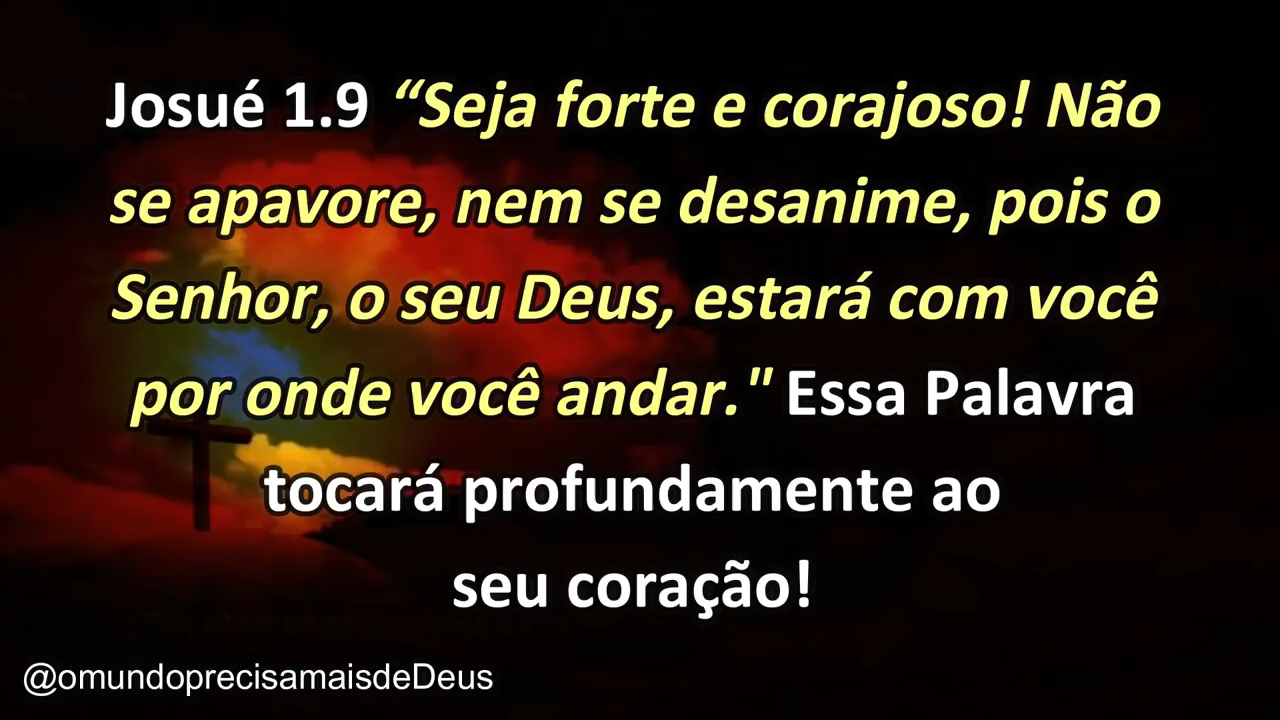 Josué 1.9 “Seja forte e corajoso! Não
se apavore, nem se desanime, pois o
Senhor, o seu Deus, estará com você
por onde você andar." Essa Palavra
tocará profundamente ao
seu coração!
@omundoprecisamaisdeDeus